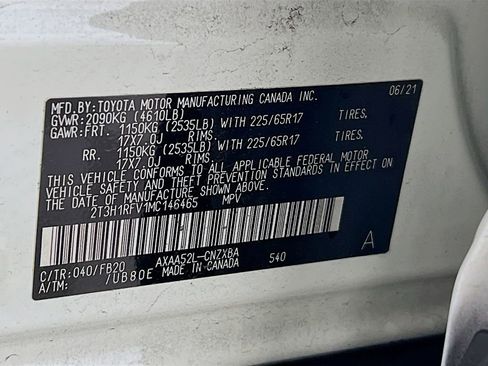 MFD.BY:TOYOTA MOTOR MANUFACTURING CANADA INC. 06/21
GVWR:2090KG (4610LB)
GAWR:FRT. 1150KG (2535LB) WITH 225/65R17 TIRES.
17X7.0J RIMS
RR. 1150KG (2535LB) WITH 225/65R17 TIRES.
17X7.0J RIMS
THIS VEHICLE CONFORMS TO ALL APPLICABLE FEDERAL MOTOR
VEHICLE SAFETY AND BUMPER STANDARDS IN EFFECT ON
THE DATE OF MANUFACTURE SHOWN ABOVE.
2T3H1RFV1MC146465 MPV
C/TR:040/FB20 AXAA52L-CNZXBA 540 A
A/TM: /UB80E MADE IN CANADA